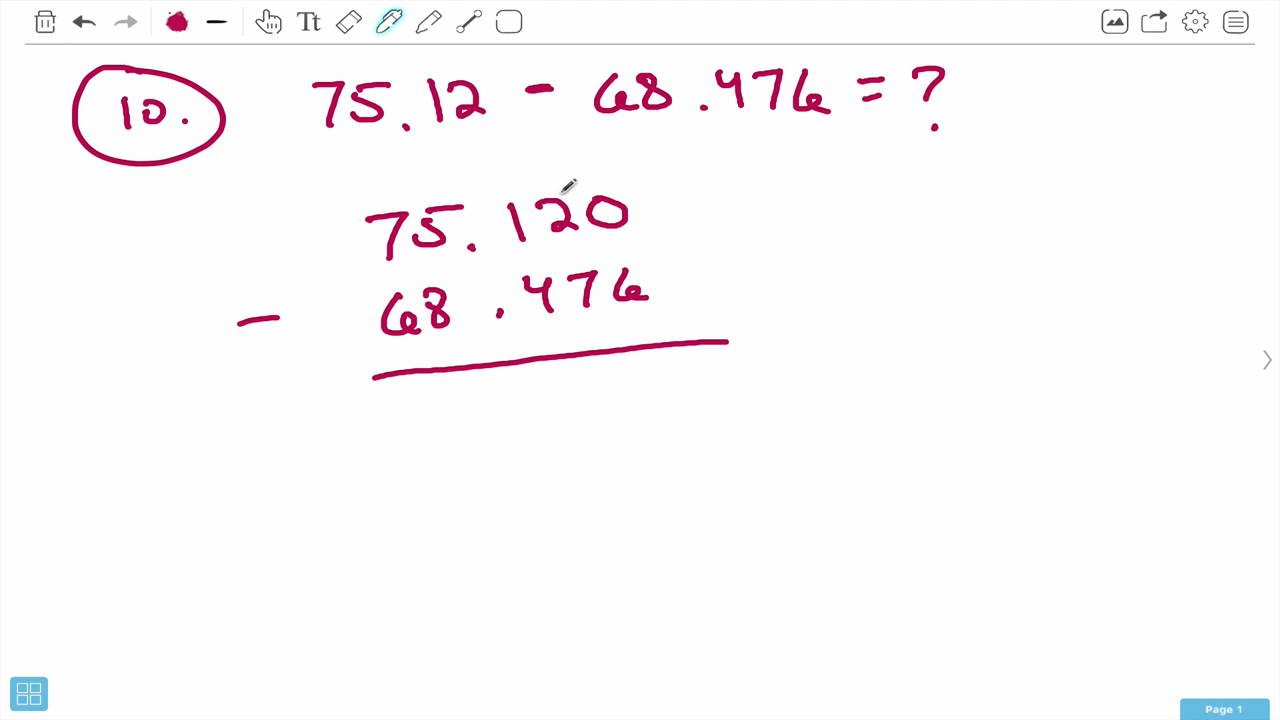 Tt
10. 75.12 - 68.476 = ?
75.120
- 68.476
Page 1